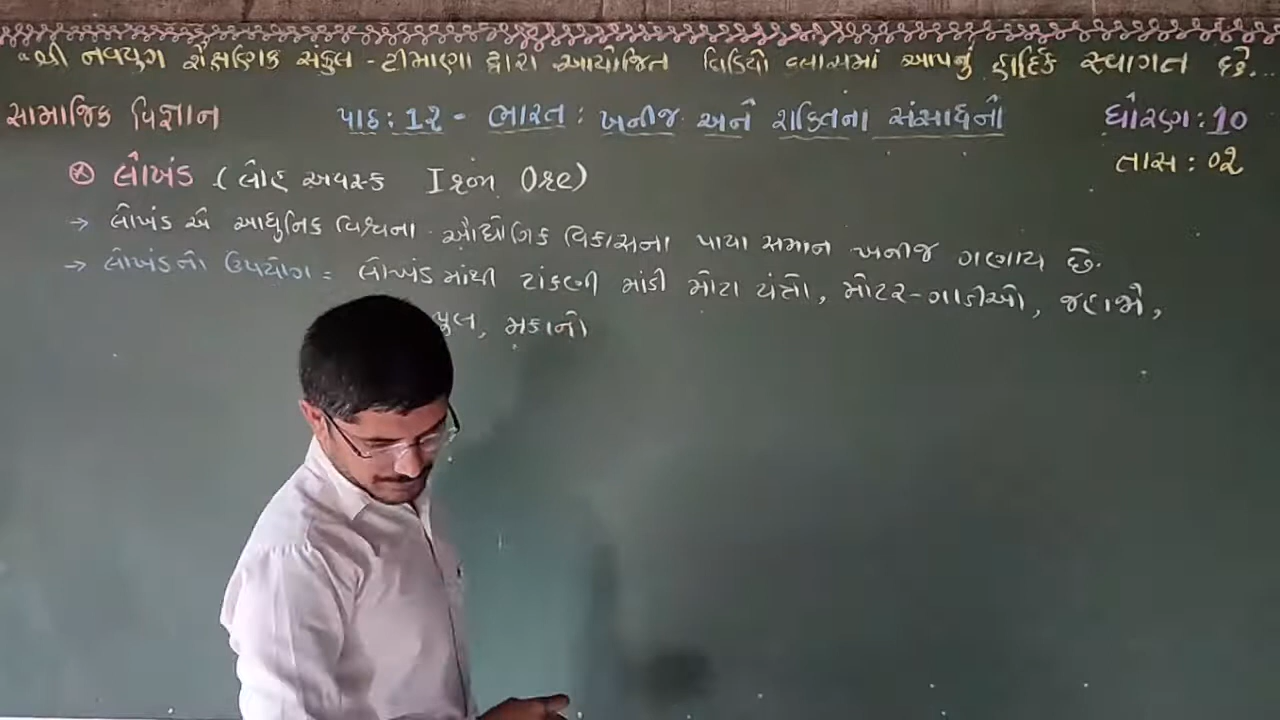 "શ્રી નવયુગ શૈક્ષણિક સંકુલ - ટીમાણા દ્વારા આયોજિત વિડિયો ક્લાસમાં આપનું હાર્દિક સ્વાગત છે...
સામાજિક વિજ્ઞાન પાઠ : 12 - ભારત : ખનીજ અને શક્તિના સંસાધનો ધોરણ : 10
તાસ : ૦૨
લોખંડ (લોહ અયસ્ક Iron Ore)
→ લોખંડ એ આધુનિક વિશ્વના ઔદ્યોગિક વિકાસના પાયા સમાન ખનીજ ગણાય છે.
→ લોખંડનો ઉપયોગ = લોખંડમાંથી ટાંકણી માંડી મોટા યંત્રો, મોટર-ગાડીઓ, જહાજો,
પુલ, મકાનો